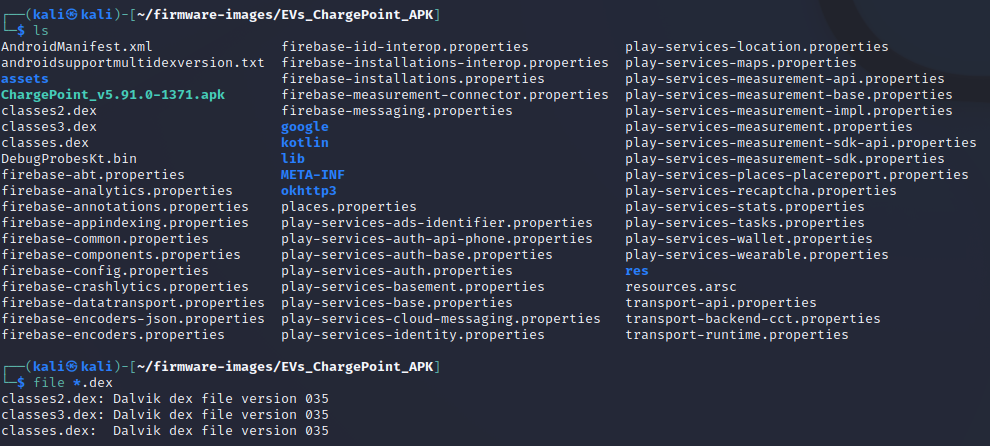 ┌──(kali㉿kali)-[~/firmware-images/EVs_ChargePoint_APK]
└─$ ls
AndroidManifest.xml firebase-iid-interop.properties play-services-location.properties
androidsupportmultidexversion.txt firebase-installations-interop.properties play-services-maps.properties
assets firebase-installations.properties play-services-measurement-api.properties
ChargePoint_v5.91.0-1371.apk firebase-measurement-connector.properties play-services-measurement-base.properties
classes2.dex firebase-messaging.properties play-services-measurement-impl.properties
classes3.dex google play-services-measurement.properties
classes.dex kotlin play-services-measurement-sdk-api.properties
DebugProbesKt.bin lib play-services-measurement-sdk.properties
firebase-abt.properties META-INF play-services-places-placereport.properties
firebase-analytics.properties okhttp3 play-services-recaptcha.properties
firebase-annotations.properties places.properties play-services-stats.properties
firebase-appindexing.properties play-services-ads-identifier.properties play-services-tasks.properties
firebase-common.properties play-services-auth-api-phone.properties play-services-wallet.properties
firebase-components.properties play-services-auth-base.properties play-services-wearable.properties
firebase-config.properties play-services-auth.properties res
firebase-crashlytics.properties play-services-basement.properties resources.arsc
firebase-datatransport.properties play-services-base.properties transport-api.properties
firebase-encoders-json.properties play-services-cloud-messaging.properties transport-backend-cct.properties
firebase-encoders.properties play-services-identity.properties transport-runtime.properties
┌──(kali㉿kali)-[~/firmware-images/EVs_ChargePoint_APK]
└─$ file *.dex
classes2.dex: Dalvik dex file version 035
classes3.dex: Dalvik dex file version 035
classes.dex: Dalvik dex file version 035